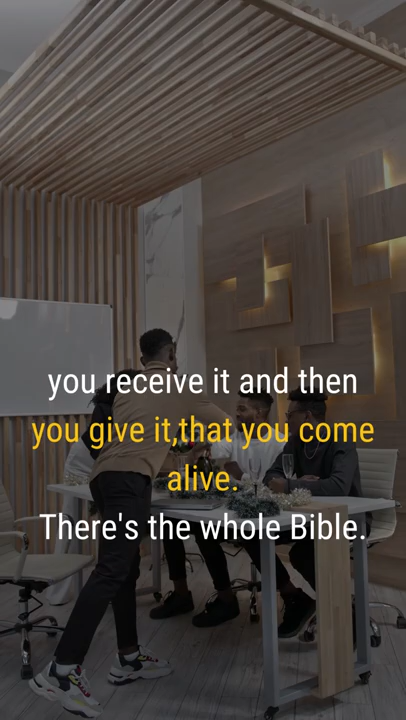 you receive it and then
you give it,that you come
alive.
There's the whole Bible.